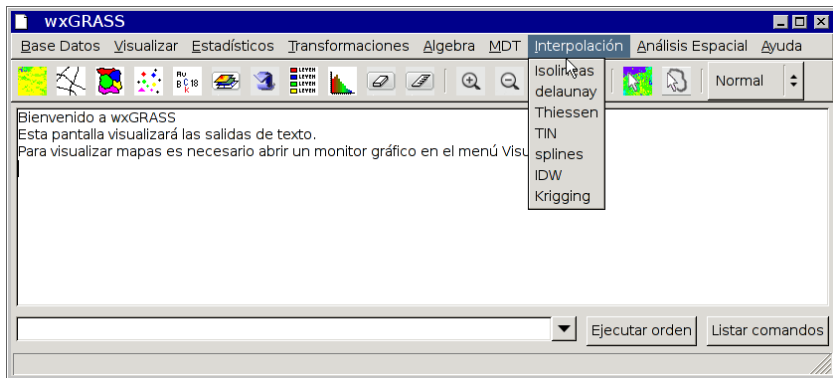 wxGRASS
Base Datos Visualizar Estadísticos Transformaciones Algebra MDT Interpolación Análisis Espacial Ayuda
Normal
Isolineas
delaunay
Thiessen
TIN
splines
IDW
Krigging
Bienvenido a wxGRASS
Esta pantalla visualizará las salidas de texto.
Para visualizar mapas es necesario abrir un monitor gráfico en el menú Visu
Ejecutar orden Listar comandos